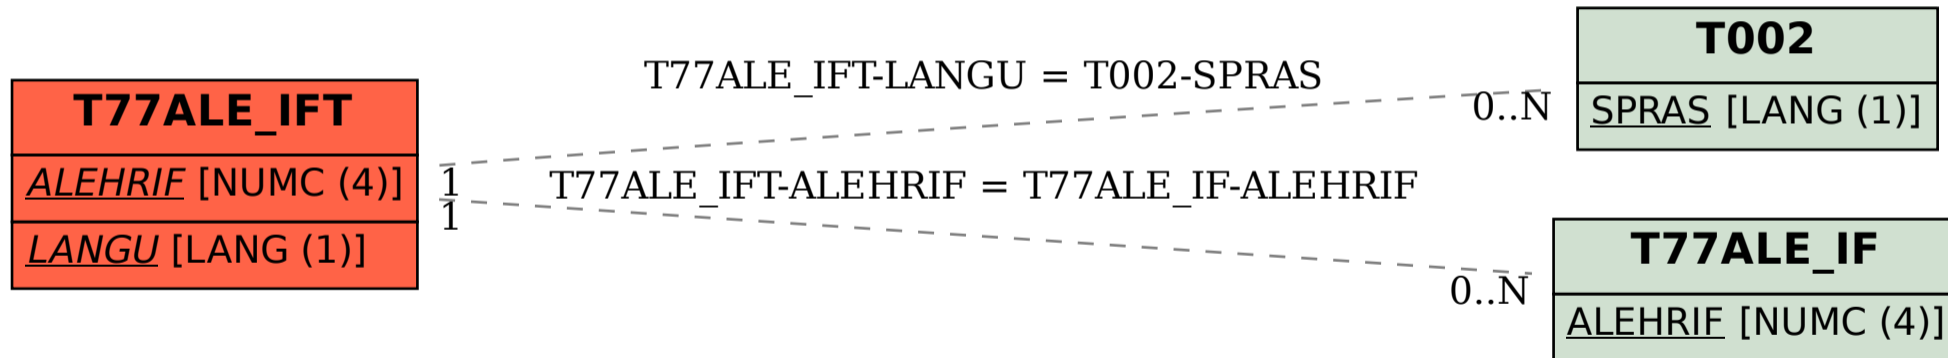 T77ALE_IFT
ALEHRIF [NUMC (4)]
LANGU [LANG (1)]
T77ALE_IFT-LANGU = T002-SPRAS
1
0..N
T77ALE_IFT-ALEHRIF = T77ALE_IF-ALEHRIF
1
0..N
T002
SPRAS [LANG (1)]
T77ALE_IF
ALEHRIF [NUMC (4)]